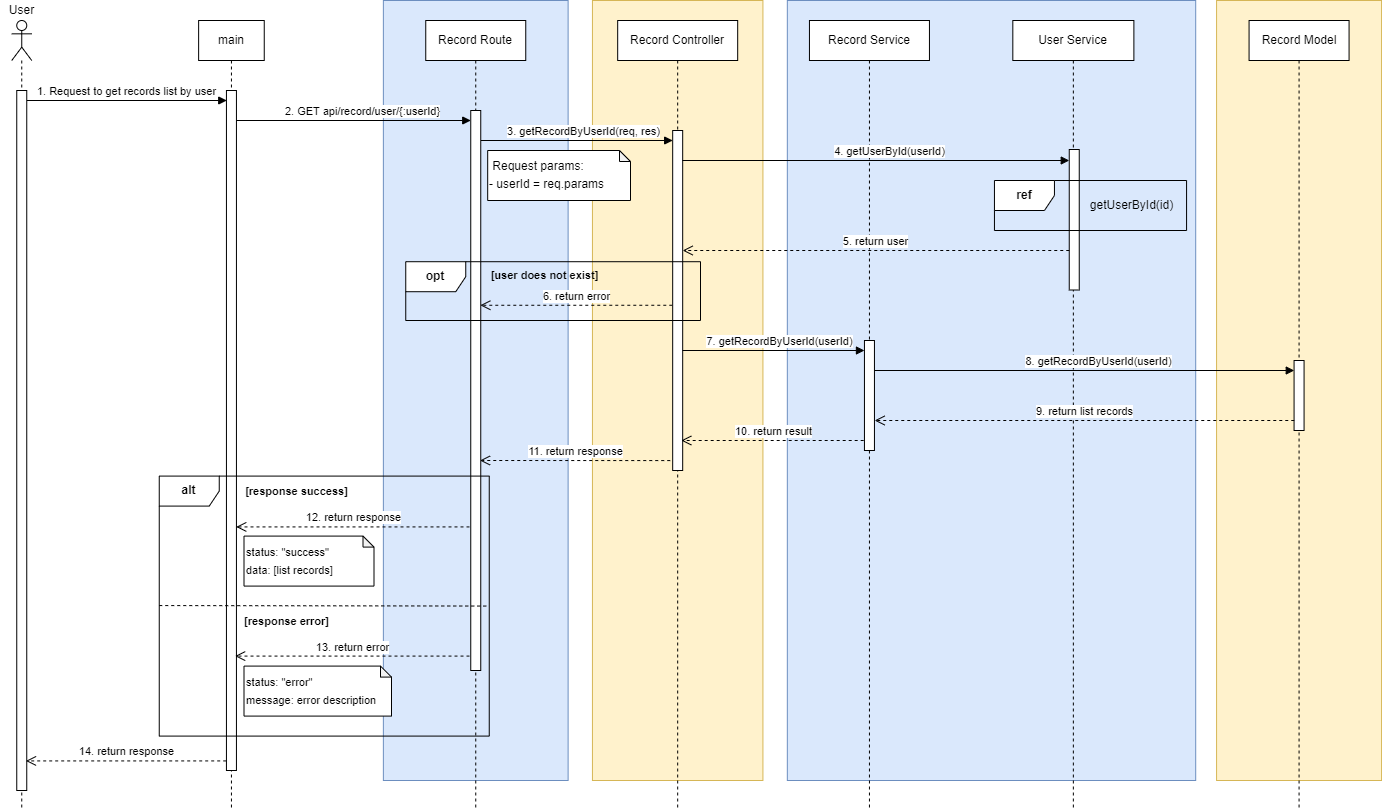 User
main
Record Route
Record Controller
Record Service
User Service
Record Model
1. Request to get records list by user
2. GET api/record/user/{:userId}
3. getRecordByUserId(req, res)
Request params:
- userId = req.params
4. getUserById(userId)
ref
getUserById(id)
5. return user
opt
[user does not exist]
6. return error
7. getRecordByUserId(userId)
8. getRecordByUserId(userId)
9. return list records
10. return result
11. return response
alt
[response success]
12. return response
status: "success"
data: [list records]
[response error]
13. return error
status: "error"
message: error description
14. return response